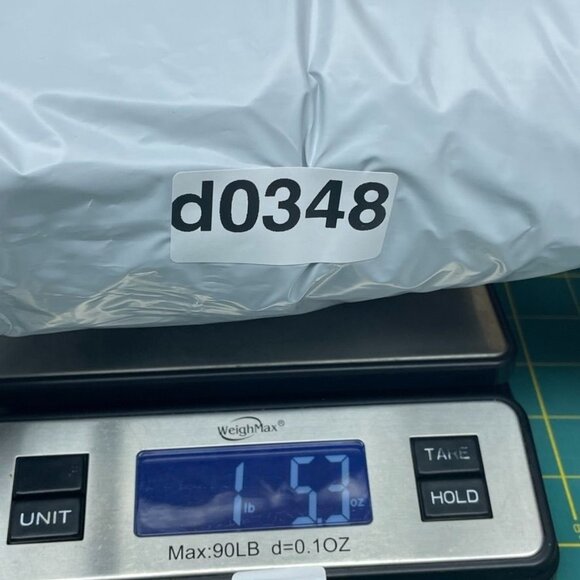 d0348
WeighMax®
1 lb 5.3 oz
UNIT
TARE
HOLD
Max:90LB d=0.1OZ